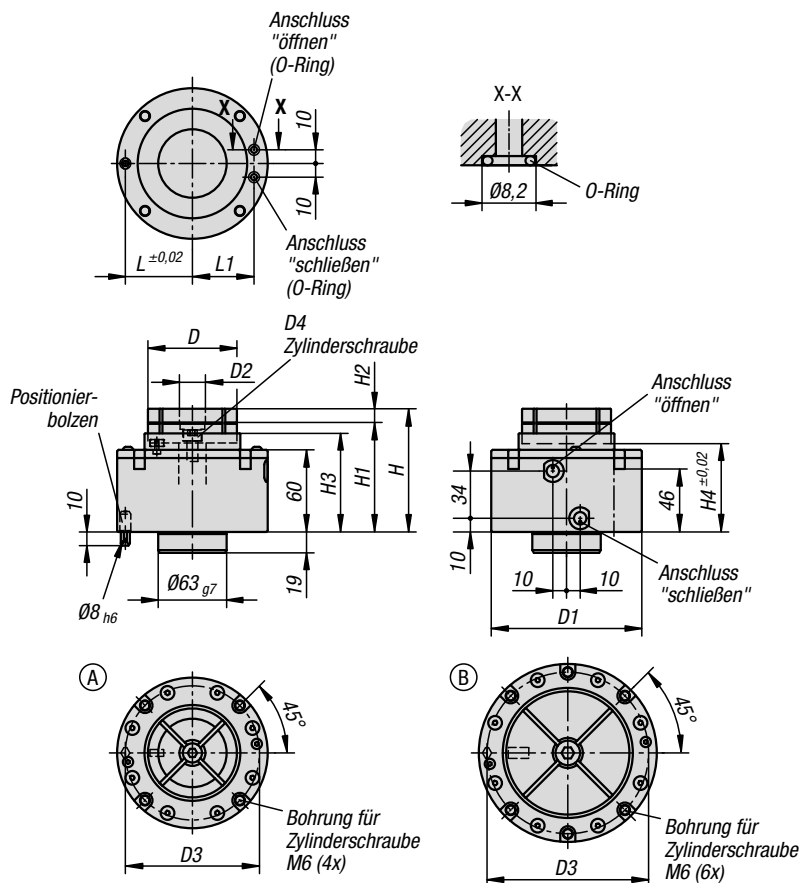 Anschluss
"öffnen"
(O-Ring)
X-X
X
X
10
10
O-Ring
Ø8,2
Anschluss
"schließen"
(O-Ring)
L ±0,02
L1
D
D4
Zylinderschraube
D2
H2
Positionier-
bolzen
Anschluss
"öffnen"
10
60
H3
H1
H
34
46
H4 ±0,02
10
19
Ø63 g7
Ø8 h6
10
10
Anschluss
"schließen"
D1
A
B
45°
45°
Bohrung für
Zylinderschraube
M6 (4x)
D3
Bohrung für
Zylinderschraube
M6 (6x)
D3